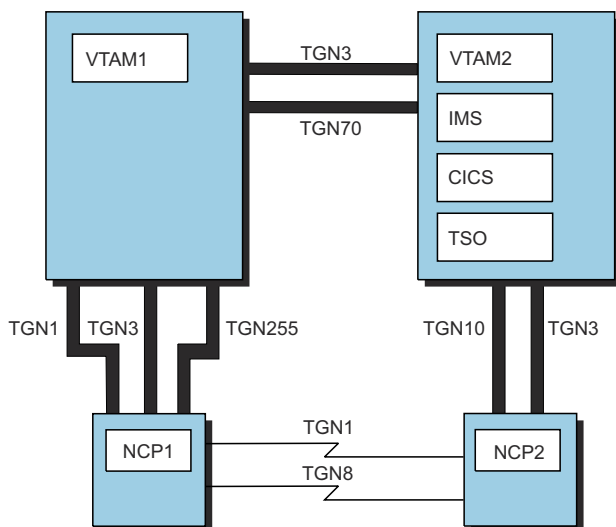 VTAM1
TGN3
TGN70
VTAM2
IMS
CICS
TSO
TGN1
TGN3
TGN255
TGN10
TGN3
NCP1
TGN1
TGN8
NCP2